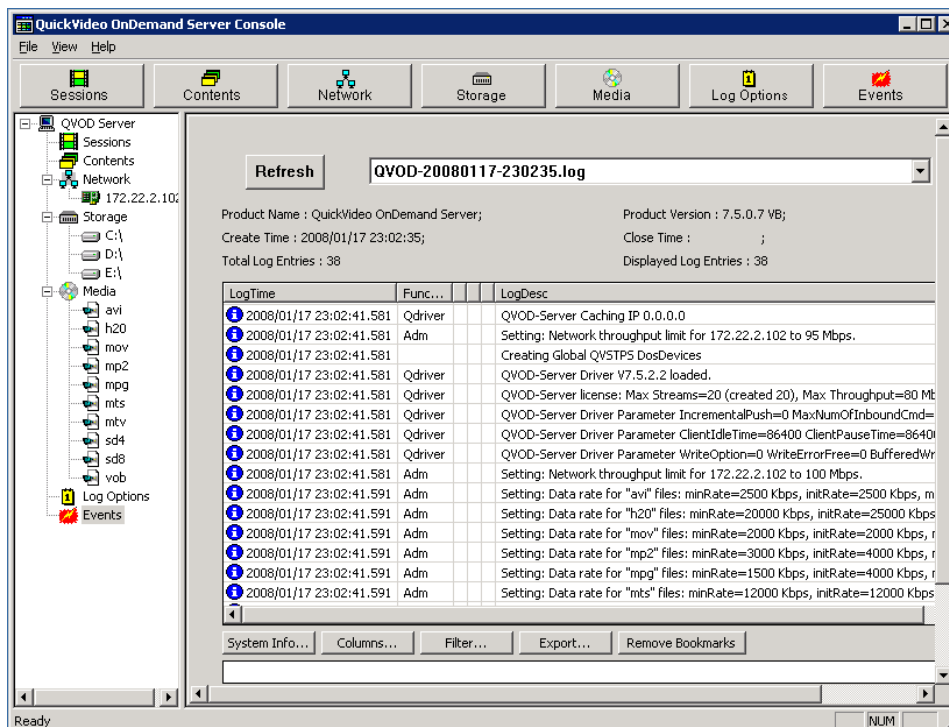 QuickVideo OnDemand Server Console
File View Help
Sessions Contents Network Storage Media Log Options Events
QVOD Server
Sessions
Contents
Network
172.22.2.102
Storage
C:\
D:\
E:\
Media
avi
h20
mov
mp2
mpg
mts
mtv
sd4
sd8
vob
Log Options
Events
Refresh QVOD-20080117-230235.log
Product Name : QuickVideo OnDemand Server; Product Version : 7.5.0.7 VB;
Create Time : 2008/01/17 23:02:35; Close Time : ;
Total Log Entries : 38 Displayed Log Entries : 38
LogTime Func... LogDesc
2008/01/17 23:02:41.581 Qdriver QVOD-Server Caching IP 0.0.0.0
2008/01/17 23:02:41.581 Adm Setting: Network throughput limit for 172.22.2.102 to 95 Mbps.
2008/01/17 23:02:41.581 Creating Global QVSTPS DosDevices
2008/01/17 23:02:41.581 Qdriver QVOD-Server Driver V7.5.2.2 loaded.
2008/01/17 23:02:41.581 Qdriver QVOD-Server license: Max Streams=20 (created 20), Max Throughput=80
2008/01/17 23:02:41.581 Qdriver QVOD-Server Driver Parameter IncrementalPush=0 MaxNumOfInboundCmd=
2008/01/17 23:02:41.581 Qdriver QVOD-Server Driver Parameter ClientIdleTime=86400
2008/01/17 23:02:41.581 Qdriver QVOD-Server Driver Parameter WriteOption=0 WriteErrorFree=0
2008/01/17 23:02:41.581 Adm Setting: Network throughput limit for 172.22.2.102 to 100 Mbps.
2008/01/17 23:02:41.591 Adm Setting: Data rate for "avi" files: minRate=2500 Kbps, initRate=2500 Kbps,
2008/01/17 23:02:41.591 Adm Setting: Data rate for "h20" files: minRate=20000 Kbps, initRate=25000 Kbps
2008/01/17 23:02:41.591 Adm Setting: Data rate for "mov" files: minRate=2000 Kbps, initRate=2000 Kbps,
2008/01/17 23:02:41.591 Adm Setting: Data rate for "mp2" files: minRate=3000 Kbps, initRate=4000 Kbps,
2008/01/17 23:02:41.591 Adm Setting: Data rate for "mpg" files: minRate=1500 Kbps, initRate=4000 Kbps,
2008/01/17 23:02:41.591 Adm Setting: Data rate for "mts" files: minRate=12000 Kbps, initRate=12000 Kbps
System Info... Columns... Filter... Export... Remove Bookmarks
Ready NUM